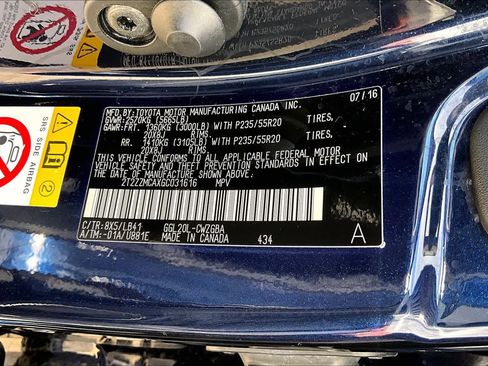 MFD.BY:TOYOTA MOTOR MANUFACTURING CANADA INC. 07/16
GVWR:2570KG (5665LB)
GAWR:FRT. 1360KG (3000LB) WITH P235/55R20 TIRES,
20X8J RIMS
RR. 1410KG (3105LB) WITH P235/55R20 TIRES,
20X8J RIMS
THIS VEHICLE CONFORMS TO ALL APPLICABLE FEDERAL MOTOR
VEHICLE SAFETY AND THEFT PREVENTION STANDARDS IN EFFECT ON
THE DATE OF MANUFACTURE SHOWN ABOVE.
2T2ZZMCAXGC031616 MPV
C/TR:8X5/LB41 GGL20L-CWZGBA
A/TM:-01A/U881E MADE IN CANADA 434 A
SRS SIDE AIRBAG